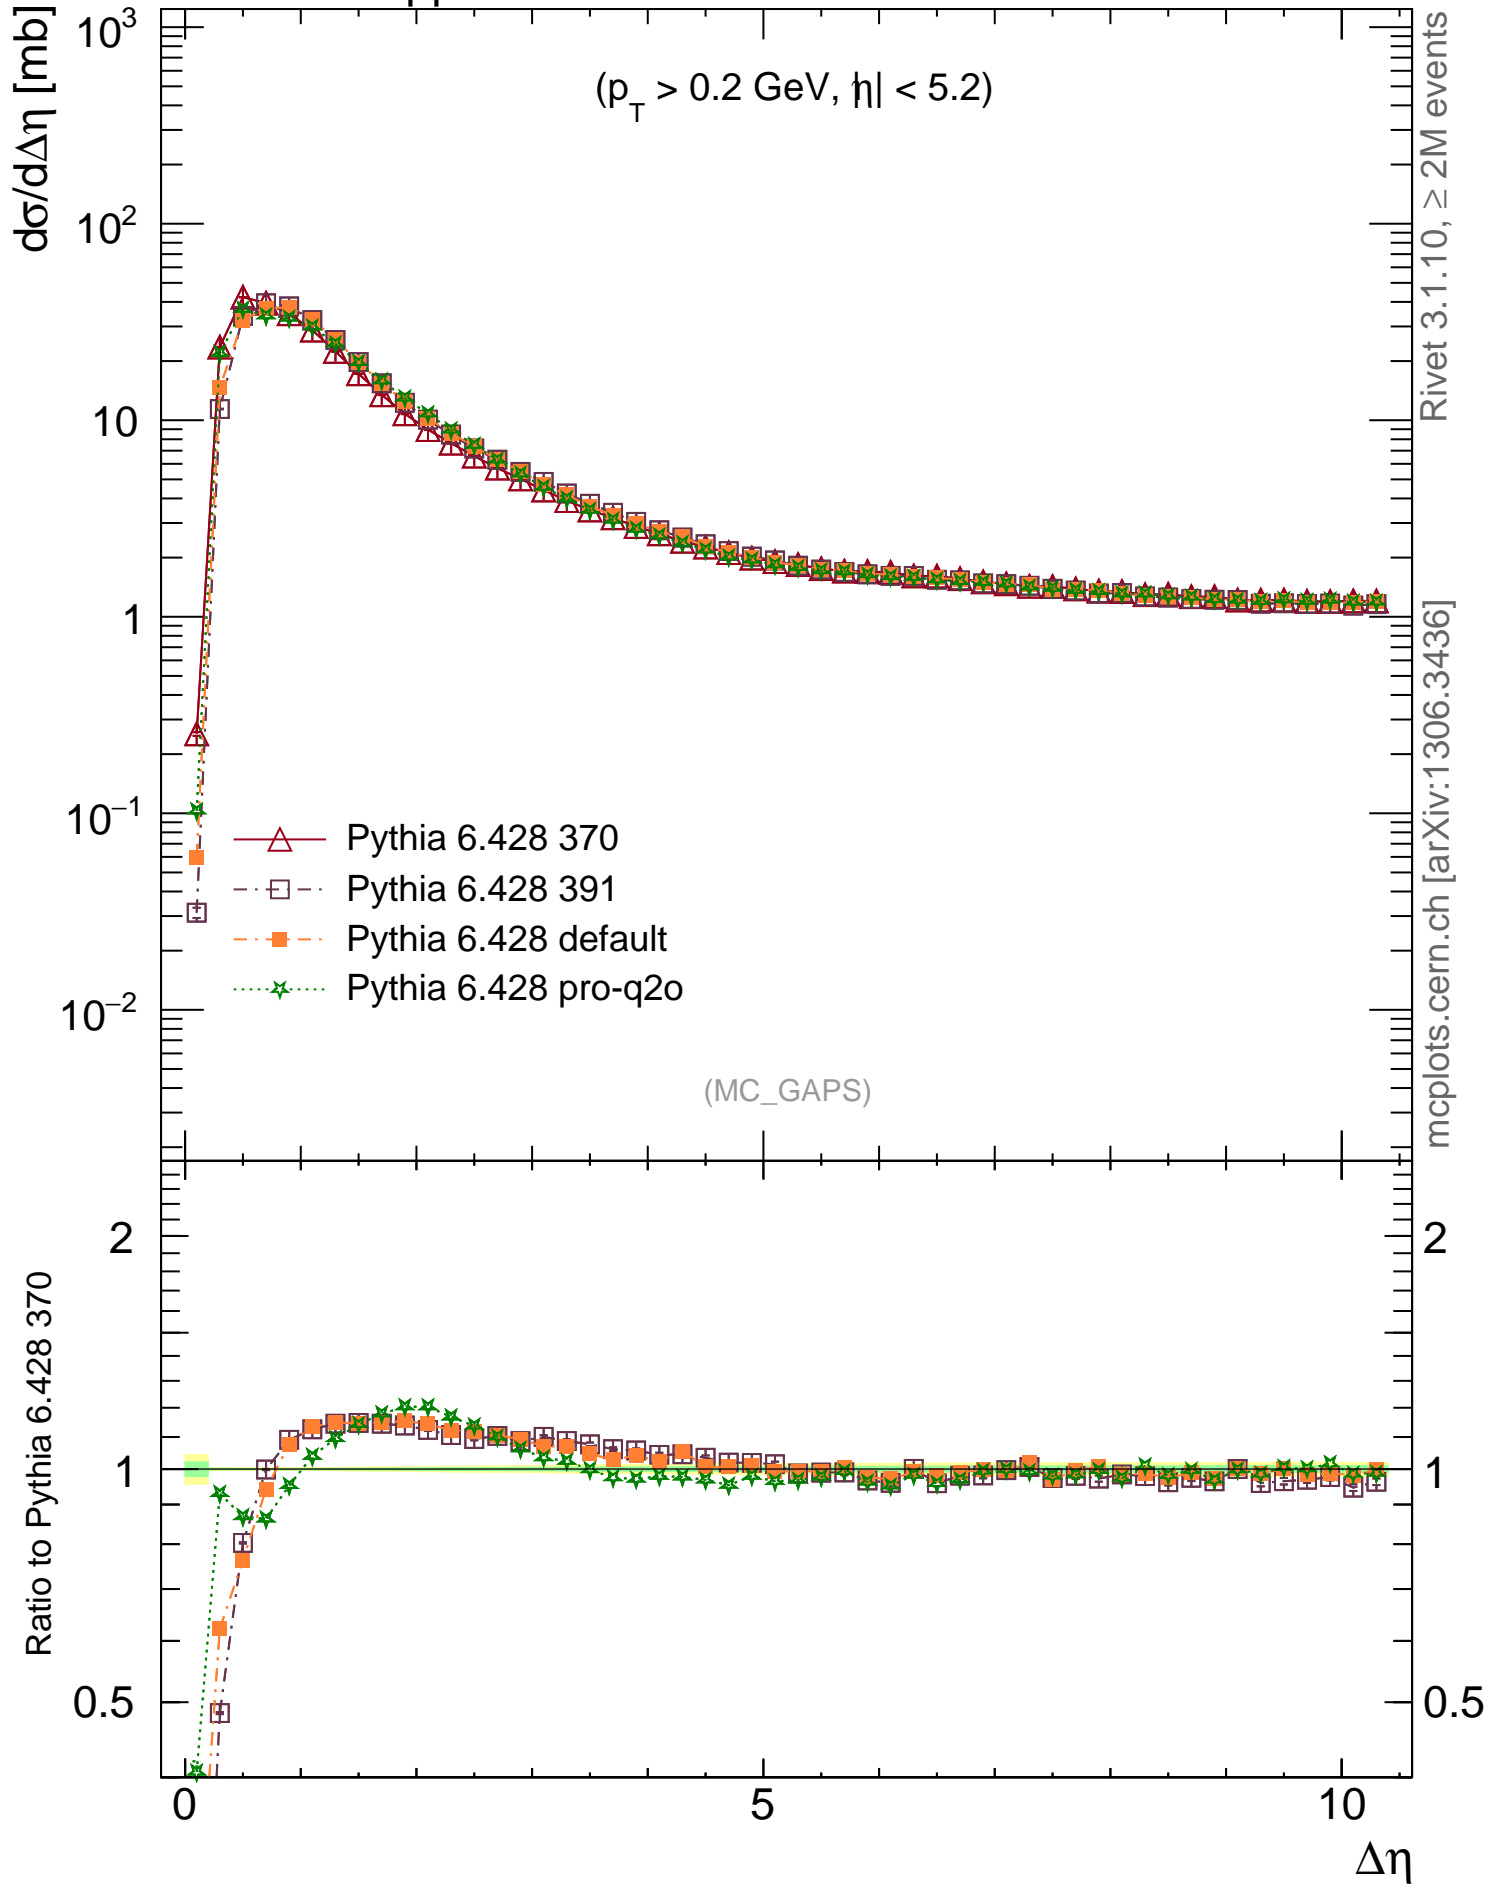 dσ/dΔη [mb]
(p_T > 0.2 GeV, |η| < 5.2)
10³
10²
10
1
10⁻¹
10⁻²
Pythia 6.428 370
Pythia 6.428 391
Pythia 6.428 default
Pythia 6.428 pro-q2o
(MC_GAPS)
Rivet 3.1.10, ≥ 2M events
mcplots.cern.ch [arXiv:1306.3436]
Ratio to Pythia 6.428 370
2
1
0.5
2
1
0.5
0
5
10
Δη